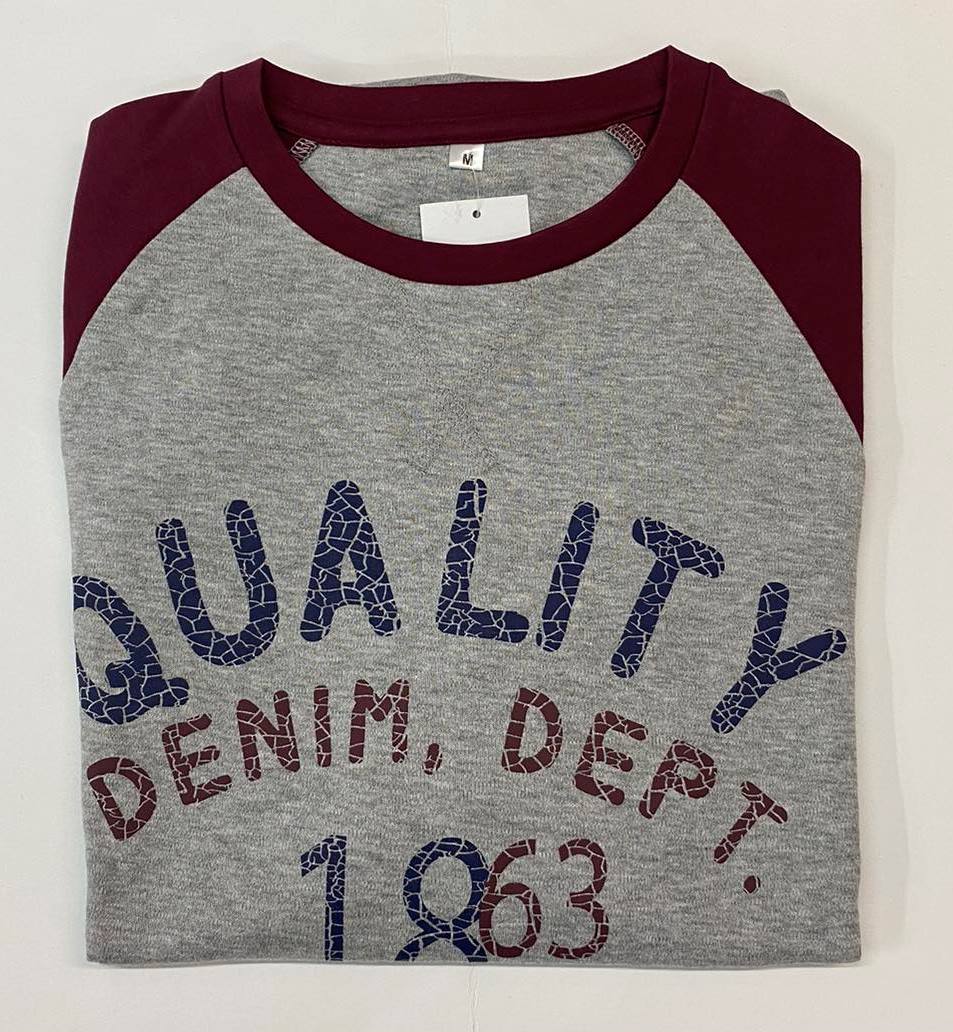 M
QUALITY
DENIM, DEPT.
1863